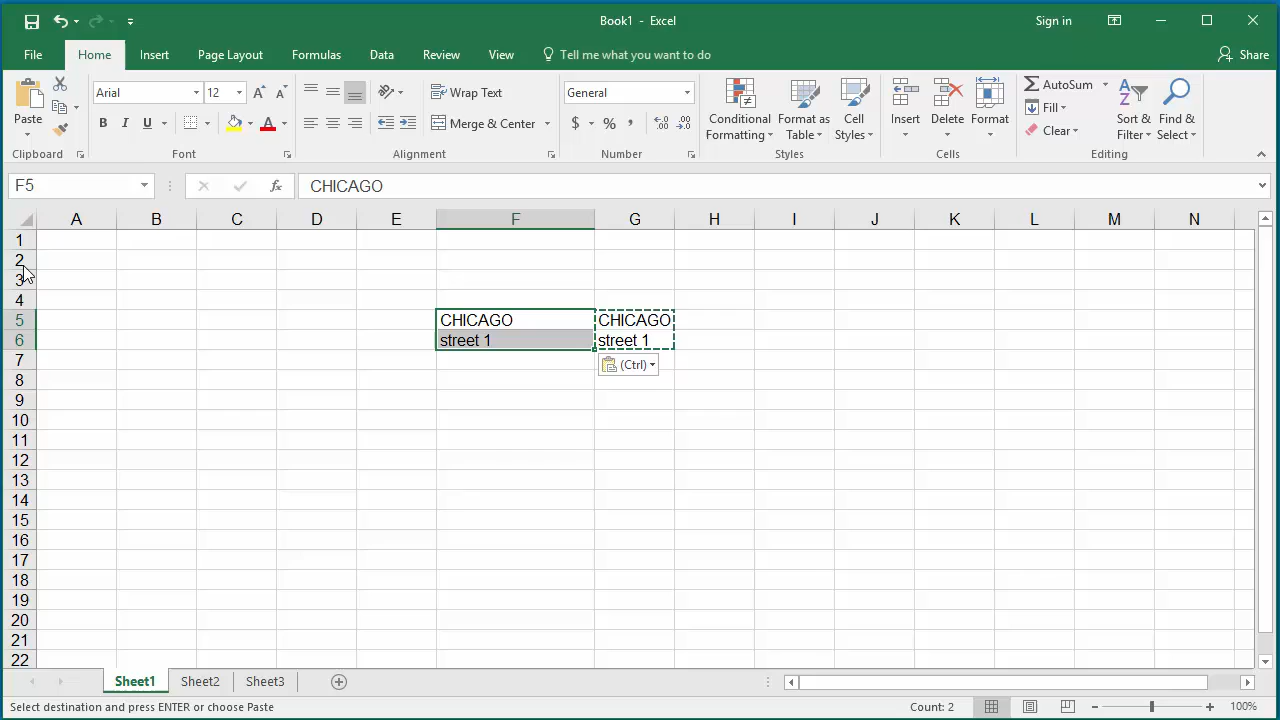 Book1 - Excel
Sign in
File Home Insert Page Layout Formulas Data Review View Tell me what you want to do Share
Paste
Clipboard
Arial 12
B I U A
Font
Wrap Text
Merge & Center
Alignment
General
$ % ,
Number
Conditional Formatting
Format as Table
Cell Styles
Styles
Insert
Delete
Format
Cells
AutoSum
Fill
Clear
Sort & Filter
Find & Select
Editing
F5 fx CHICAGO
A B C D E F G H I J K L M N
1
2
3
4
5 CHICAGO CHICAGO
6 street 1 street 1
7 (Ctrl)
8
9
10
11
12
13
14
15
16
17
18
19
20
21
22
Sheet1 Sheet2 Sheet3
Select destination and press ENTER or choose Paste Count: 2 100%